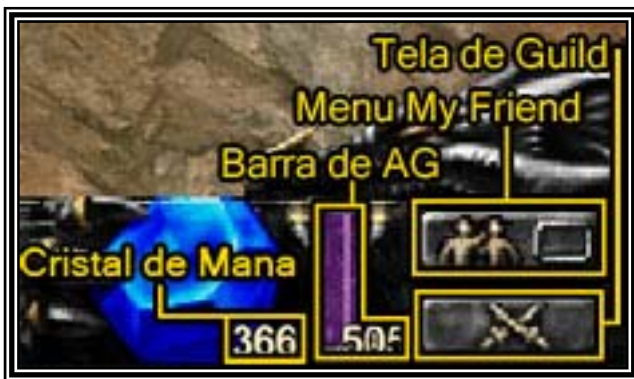 Tela de Guild
Menu My Friend
Barra de AG
Cristal de Mana
366
505